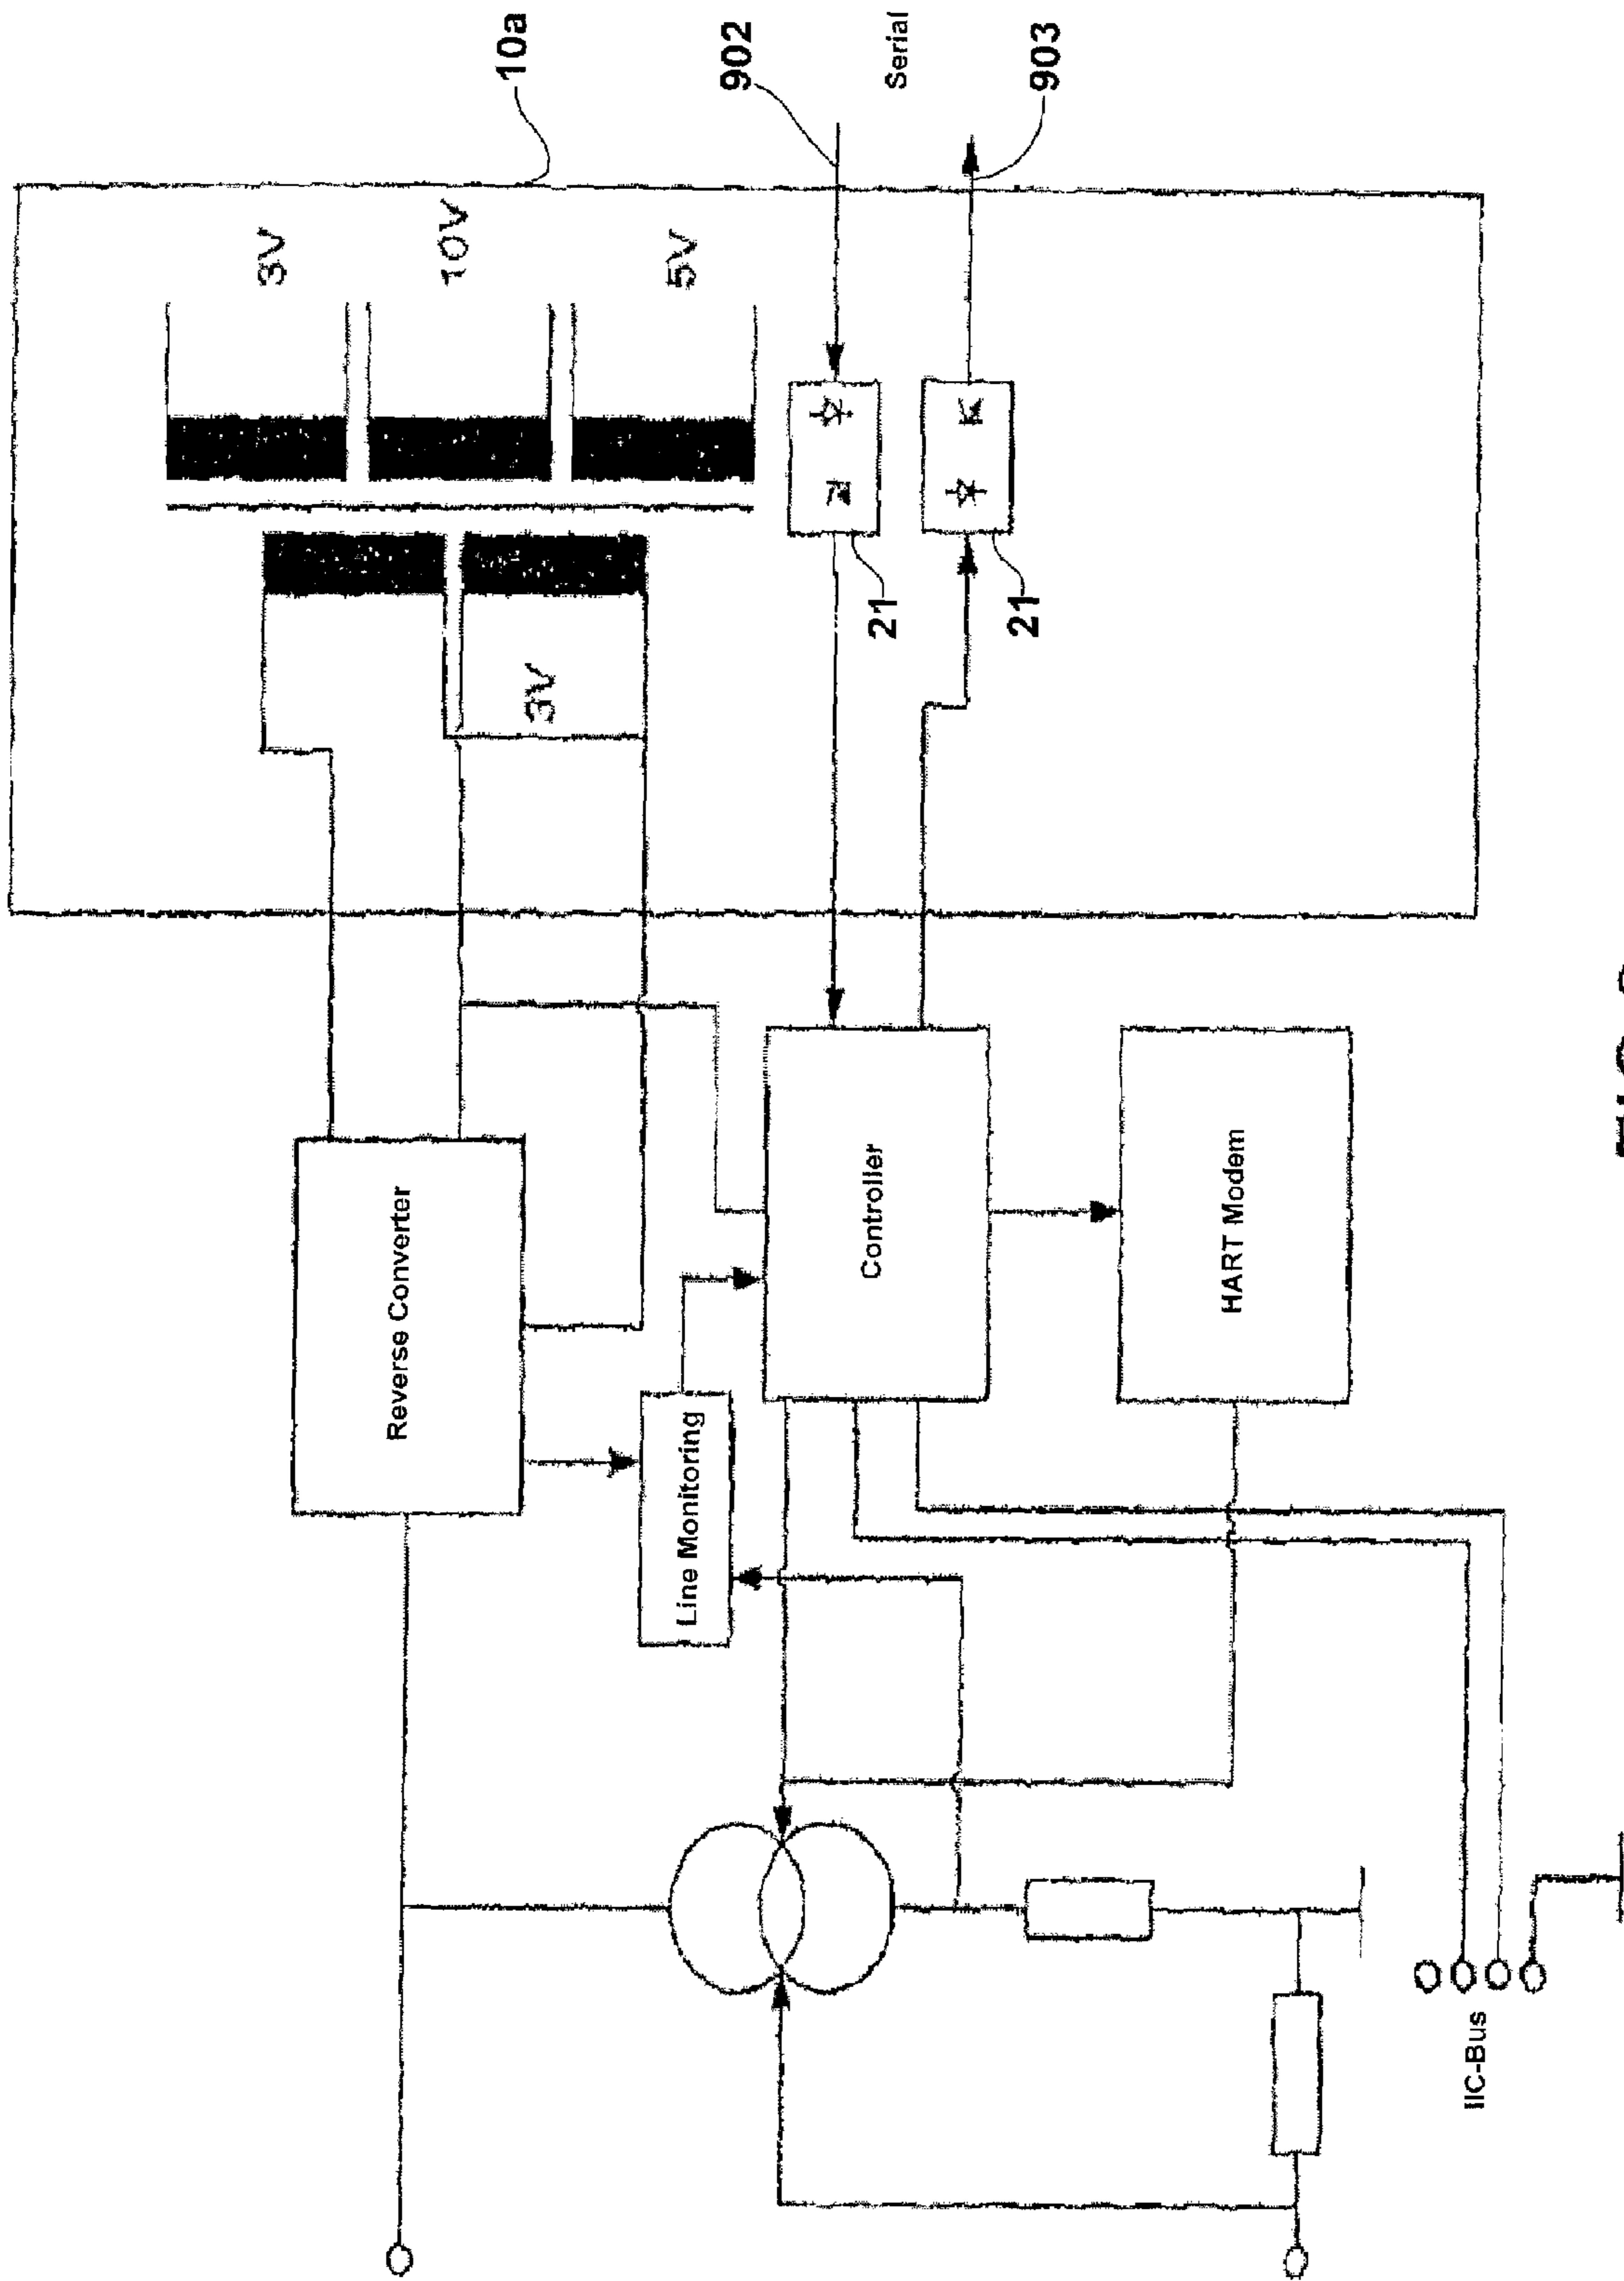 10a
902
Serial
903
3V
10V
5V
3V
21
21
Reverse Converter
Line Monitoring
Controller
HART Modem
IIC-Bus